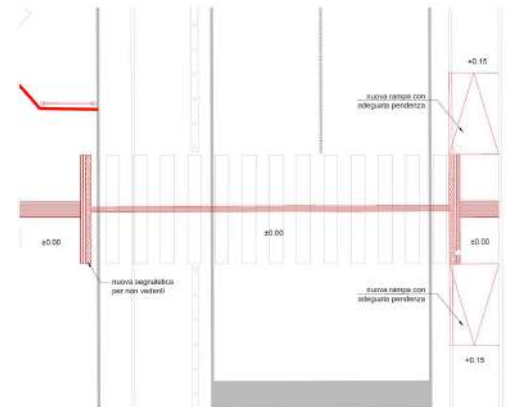 +0.15
nuova rampa con
adeguata pendenza
±0.00
±0.00
±0.00
nuova segnaletica
per non vedenti
nuova rampa con
adeguata pendenza
+0.15